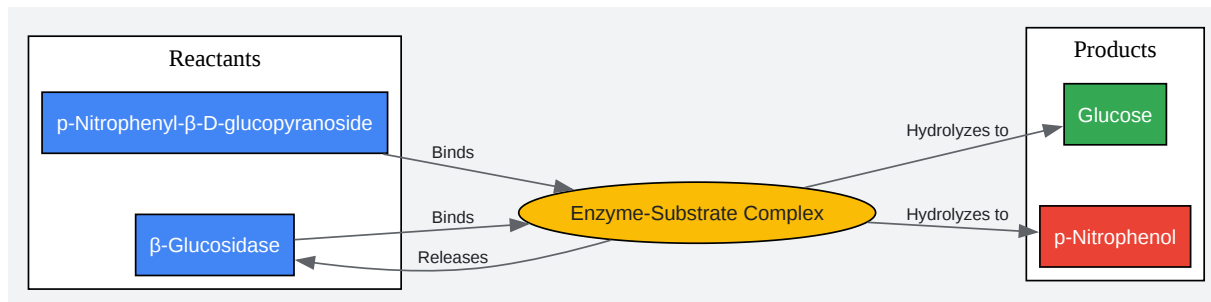 Reactants
p-Nitrophenyl-β-D-glucopyranoside
β-Glucosidase
Binds
Binds
Releases
Enzyme-Substrate Complex
Hydrolyzes to
Hydrolyzes to
Products
Glucose
p-Nitrophenol